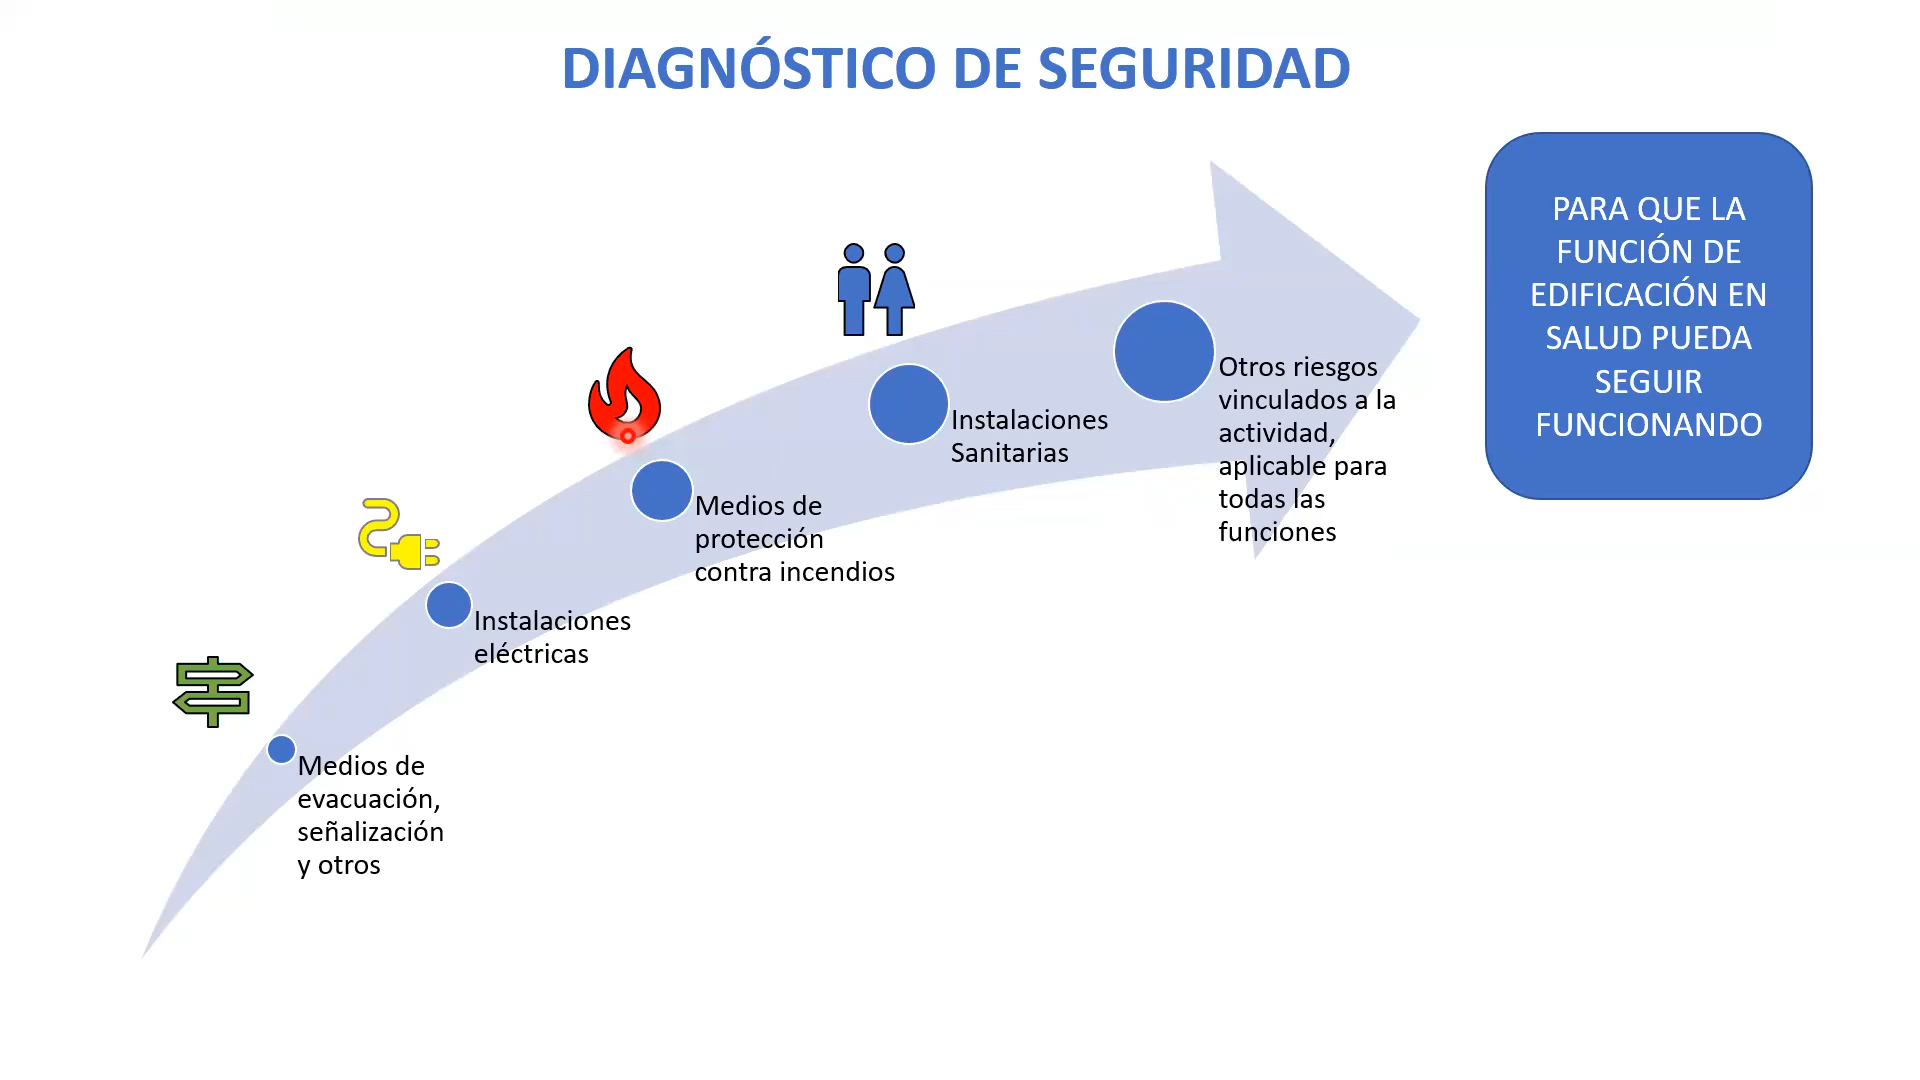 DIAGNÓSTICO DE SEGURIDAD
PARA QUE LA
FUNCIÓN DE
EDIFICACIÓN EN
SALUD PUEDA
SEGUIR
FUNCIONANDO
Otros riesgos
vinculados a la
actividad,
aplicable para
todas las
funciones
Instalaciones
Sanitarias
Medios de
protección
contra incendios
Instalaciones
eléctricas
Medios de
evacuación,
señalización
y otros